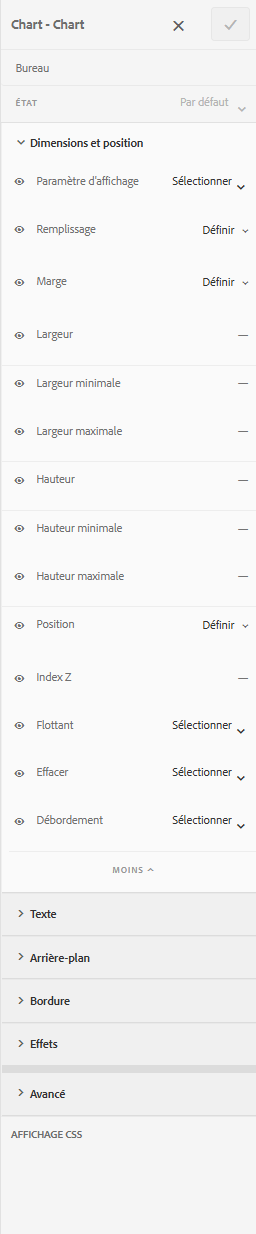 Chart - Chart
Bureau
ÉTAT Par défaut
Dimensions et position
Paramètre d'affichage Sélectionner
Remplissage Définir
Marge Définir
Largeur —
Largeur minimale —
Largeur maximale —
Hauteur —
Hauteur minimale —
Hauteur maximale —
Position Définir
Index Z —
Flottant Sélectionner
Effacer Sélectionner
Débordement Sélectionner
MOINS
Texte
Arrière-plan
Bordure
Effets
Avancé
AFFICHAGE CSS